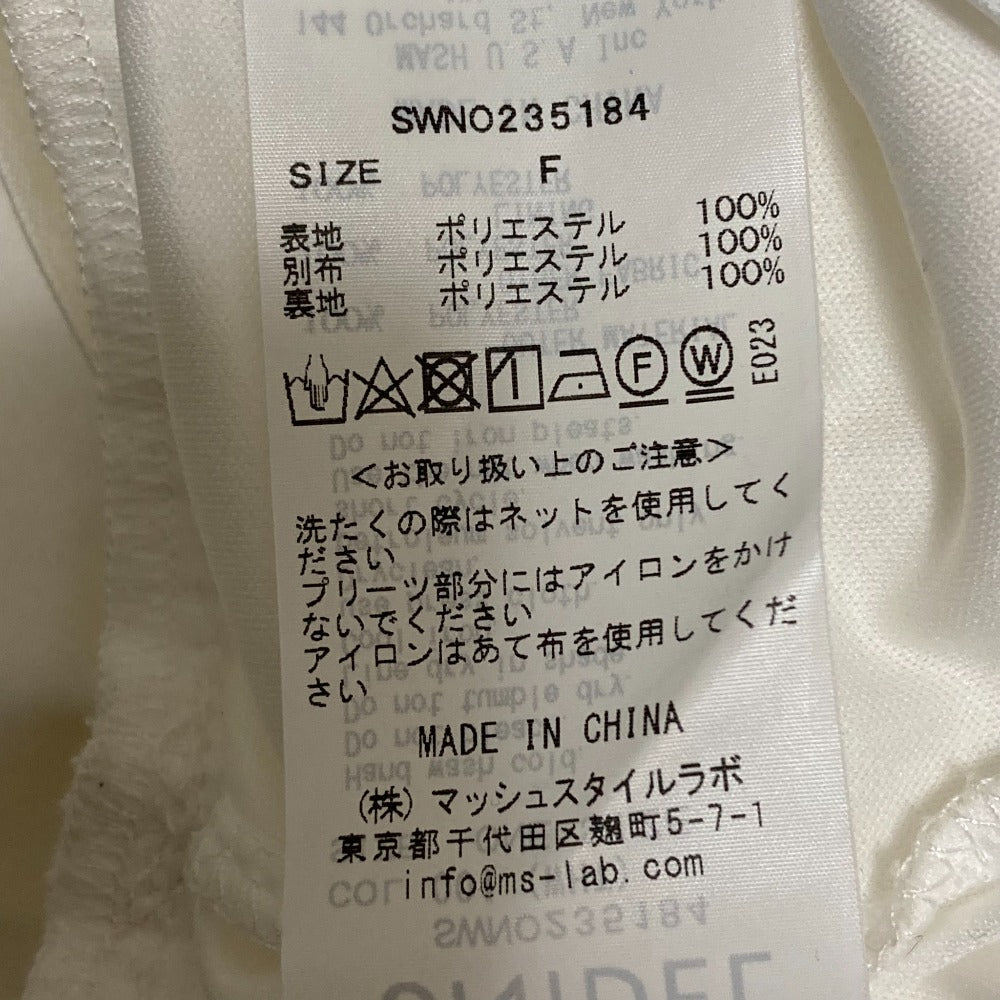 SWNO235184
SIZE F
表地 ポリエステル 100%
別布 ポリエステル 100%
裏地 ポリエステル 100%
F W E023
<お取り扱い上のご注意>
洗たくの際はネットを使用してく
ださい
プリーツ部分にはアイロンをかけ
ないでください
アイロンはあて布を使用してくだ
さい
MADE IN CHINA
(株) マッシュスタイルラボ
東京都千代田区麹町5-7-1
info@ms-lab.com